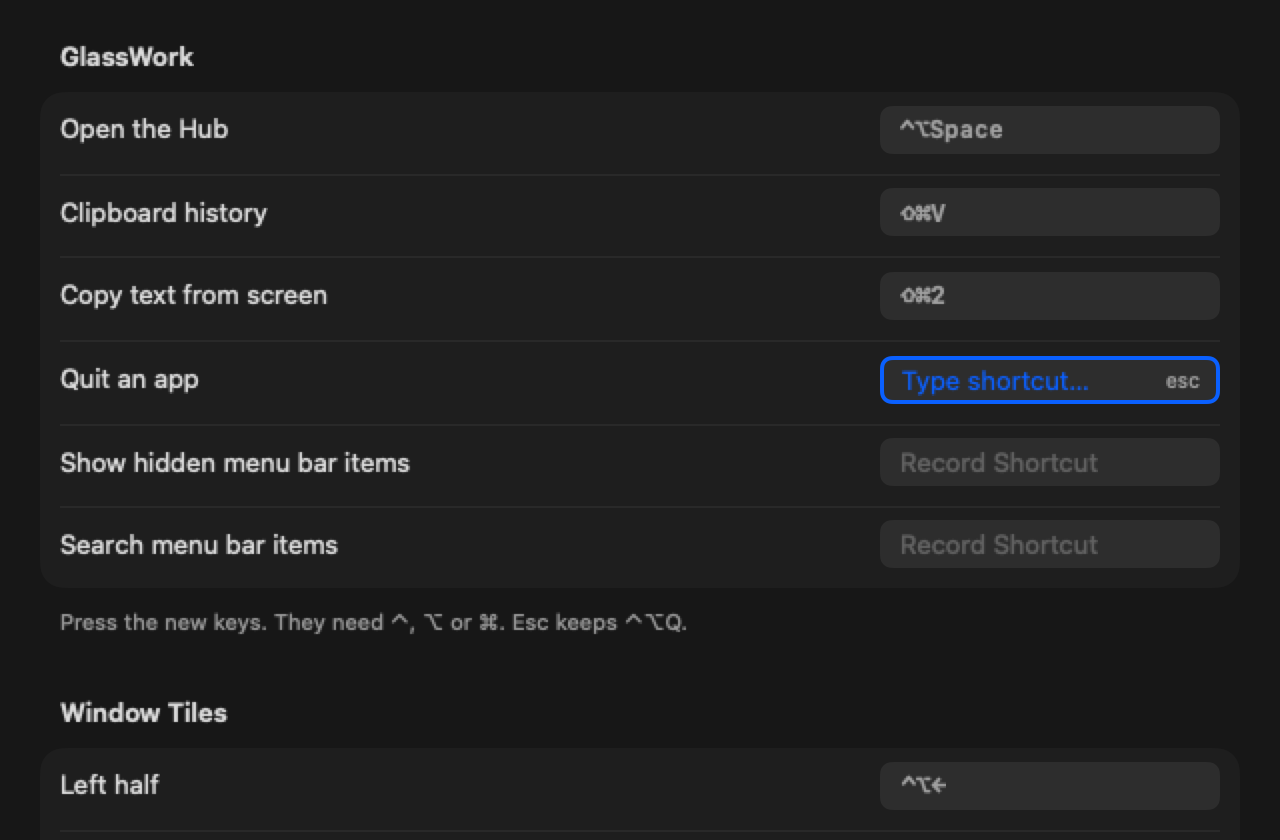 GlassWork
Open the Hub ⌃⌥Space
Clipboard history ⇧⌘V
Copy text from screen ⇧⌘2
Quit an app Type shortcut... esc
Show hidden menu bar items Record Shortcut
Search menu bar items Record Shortcut
Press the new keys. They need ⌃, ⌥ or ⌘. Esc keeps ⌃⌥Q.
Window Tiles
Left half ⌃⌥←